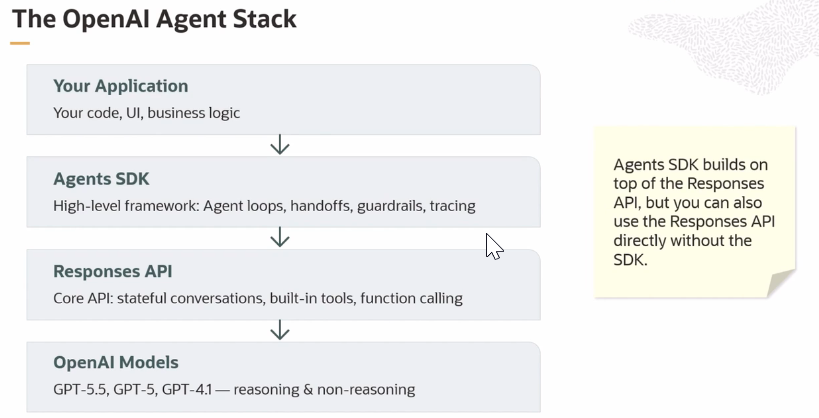 The OpenAI Agent Stack
Your Application
Your code, UI, business logic
Agents SDK
High-level framework: Agent loops, handoffs, guardrails, tracing
Responses API
Core API: stateful conversations, built-in tools, function calling
OpenAI Models
GPT-5.5, GPT-5, GPT-4.1 — reasoning & non-reasoning
Agents SDK builds on
top of the Responses
API, but you can also
use the Responses API
directly without the
SDK.